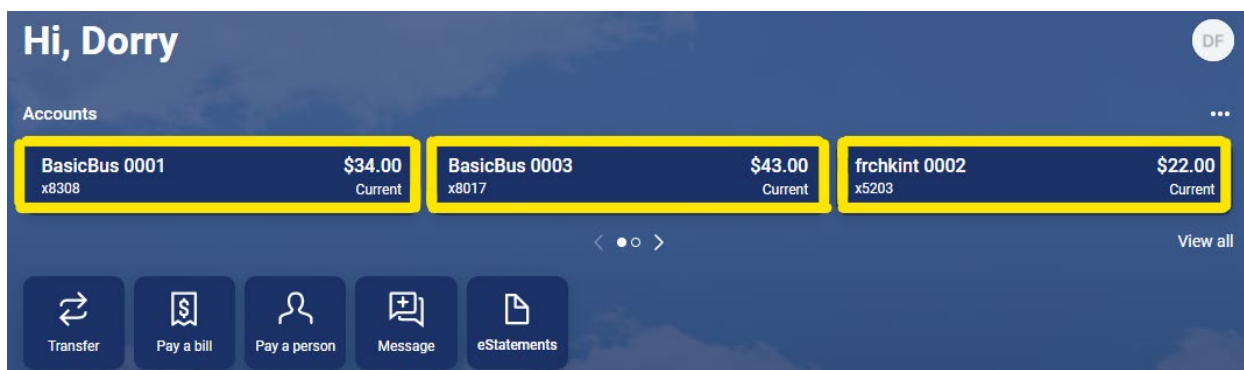 Hi, Dorry
DF
Accounts
BasicBus 0001 $34.00
x8308 Current
BasicBus 0003 $43.00
x8017 Current
frchkint 0002 $22.00
x5203 Current
View all
Transfer
Pay a bill
Pay a person
Message
eStatements